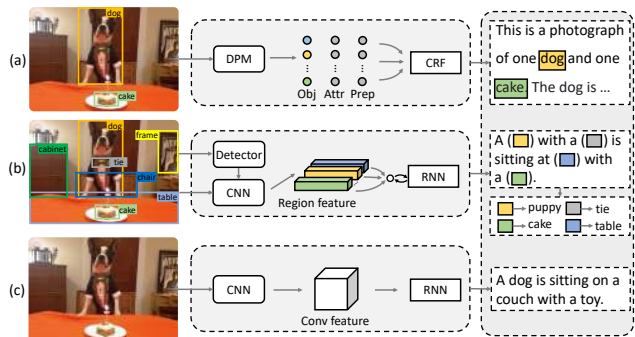 (a)
dog
cake
DPM
Obj Attr Prep
CRF
This is a photograph
of one dog and one
cake. The dog is ...
(b)
dog
frame
cabinet
tie
chair
table
cake
Detector
CNN
Region feature
RNN
A ( ) with a ( ) is
sitting at ( ) with
a ( ).
puppy
tie
cake
table
(c)
CNN
Conv feature
RNN
A dog is sitting on a
couch with a toy.